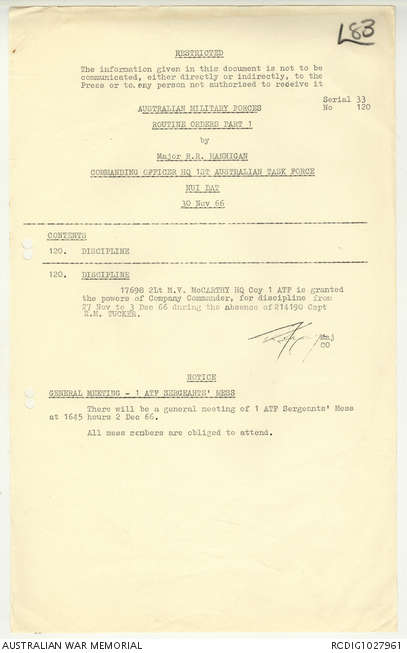 L83
RESTRICTED
The information given in this document is not to be
communicated, either directly or indirectly, to the
Press or to any person not authorised to receive it
Serial 33
No 120
AUSTRALIAN MILITARY FORCES
ROUTINE ORDERS PART 1
by
Major R.R. HANNIGAN
COMMANDING OFFICER HQ 1ST AUSTRALIAN TASK FORCE
NUI DAT
30 Nov 66
CONTENTS
120. DISCIPLINE
120. DISCIPLINE
17698 2Lt M.V. McCARTHY HQ Coy 1 ATF is granted
the powers of Company Commander, for discipline from
27 Nov to 3 Dec 66 during the absence of 214190 Capt
Z.M. TUCKER.
Maj
CO
NOTICE
GENERAL MEETING - 1 ATF SERGEANTS' MESS
There will be a general meeting of 1 ATF Sergeants' Mess
at 1645 hours 2 Dec 66.
All mess members are obliged to attend.
AUSTRALIAN WAR MEMORIAL
RCDIG1027961